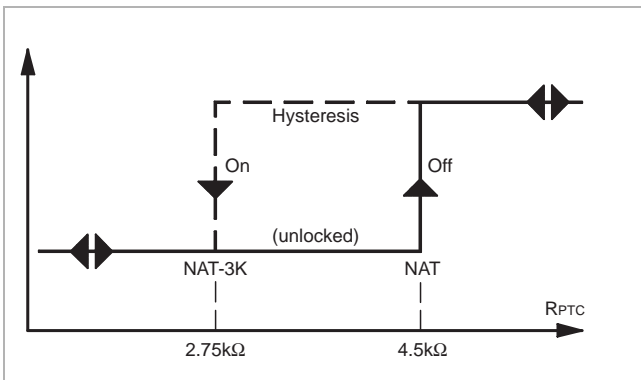 Hysteresis
On
Off
(unlocked)
NAT-3K
NAT
RPTC
2.75kΩ
4.5kΩ